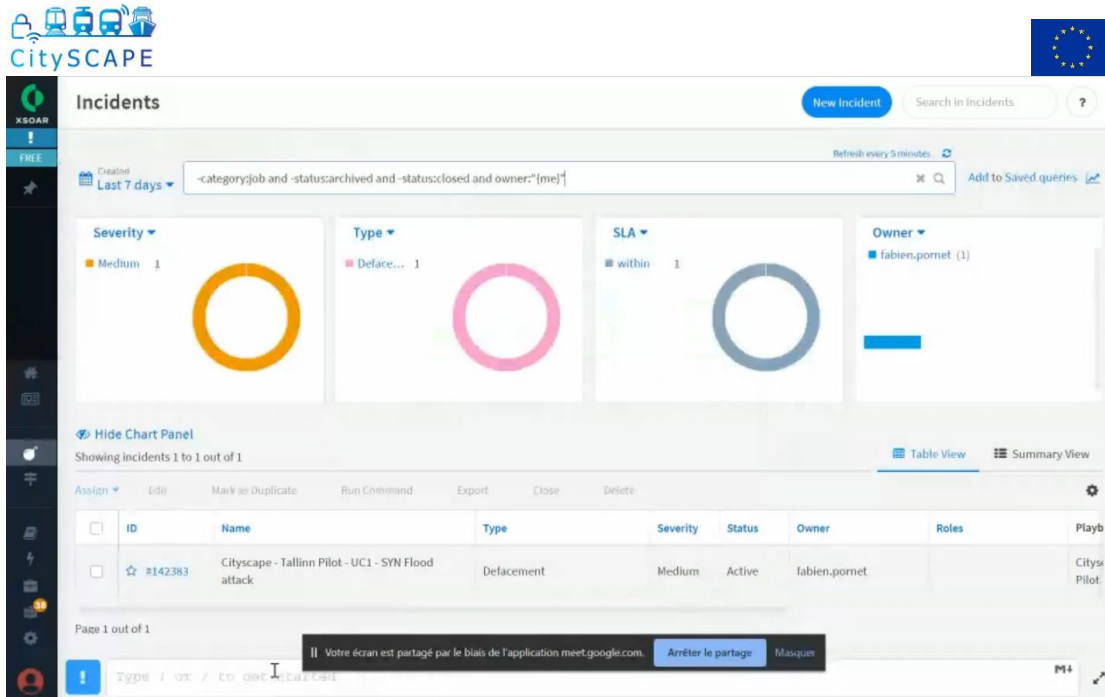 CitySCAPE
XSOAR
FREE
Incidents
New Incident
Search in Incidents
?
Refresh every 5 minutes
Created
Last 7 days
-category:job and -status:archived and -status:closed and owner:"{me}"
Add to Saved queries
Severity
Medium 1
Type
Deface... 1
SLA
within 1
Owner
fabien.pornet (1)
Hide Chart Panel
Showing incidents 1 to 1 out of 1
Table View
Summary View
Assign Edit Mark as Duplicate Run Command Export Close Delete
ID Name Type Severity Status Owner Roles Playb
#142383 Cityscape - Tallinn Pilot - UC1 - SYN Flood attack Defacement Medium Active fabien.pornet
Pilot
38
Page 1 out of 1
Votre écran est partagé par le biais de l'application meet.google.com. Arrêter le partage Masquer
! Type / or / to get started
M↓